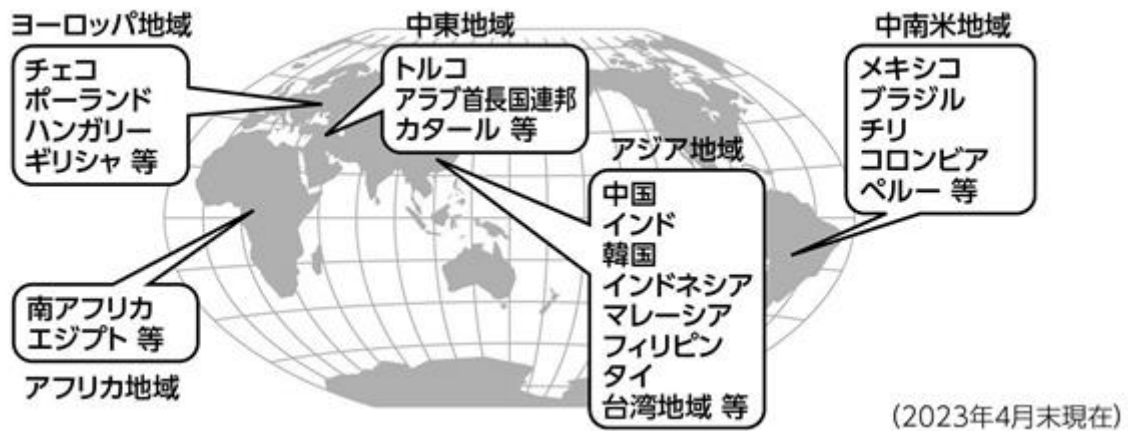 ヨーロッパ地域
チェコ
ポーランド
ハンガリー
ギリシャ 等
中東地域
トルコ
アラブ首長国連邦
カタール 等
中南米地域
メキシコ
ブラジル
チリ
コロンビア
ペルー 等
アジア地域
中国
インド
韓国
インドネシア
マレーシア
フィリピン
タイ
台湾地域 等
南アフリカ
エジプト 等
アフリカ地域
(2023年4月末現在)